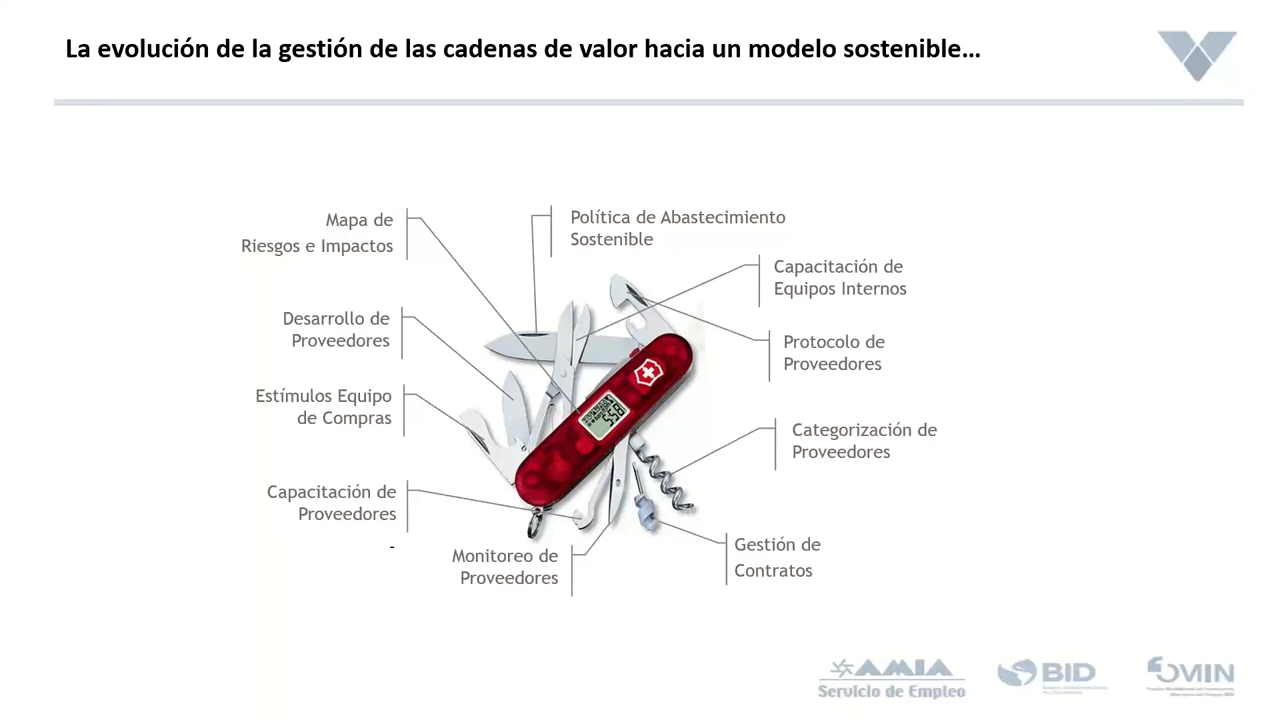 La evolución de la gestión de las cadenas de valor hacia un modelo sostenible...
Mapa de
Riesgos e Impactos
Política de Abastecimiento
Sostenible
Capacitación de
Equipos Internos
Desarrollo de
Proveedores
Protocolo de
Proveedores
Estímulos Equipo
de Compras
Categorización de
Proveedores
Capacitación de
Proveedores
-
Monitoreo de
Proveedores
Gestión de
Contratos
AMIA
Servicio de Empleo
BID
FOMIN